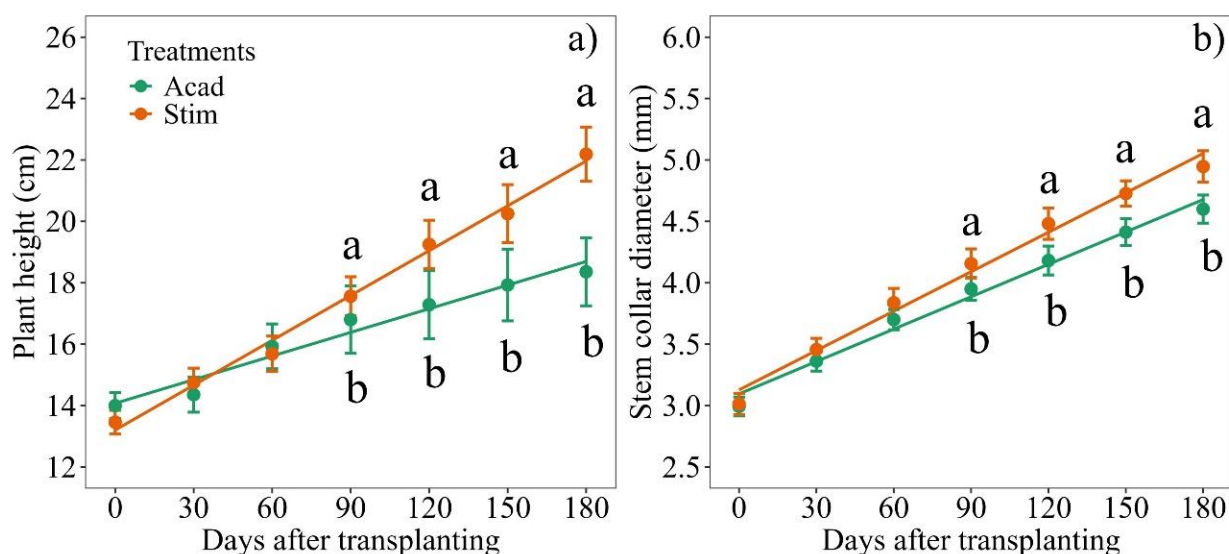 a)
Treatments
Acad
Stim
Plant height (cm)
26
24
22
20
18
16
14
12
a
a
a
a
b
b
b
b
0 30 60 90 120 150 180
Days after transplanting
b)
Stem collar diameter (mm)
6.0
5.5
5.0
4.5
4.0
3.5
3.0
2.5
a
a
a
a
b
b
b
b
0 30 60 90 120 150 180
Days after transplanting